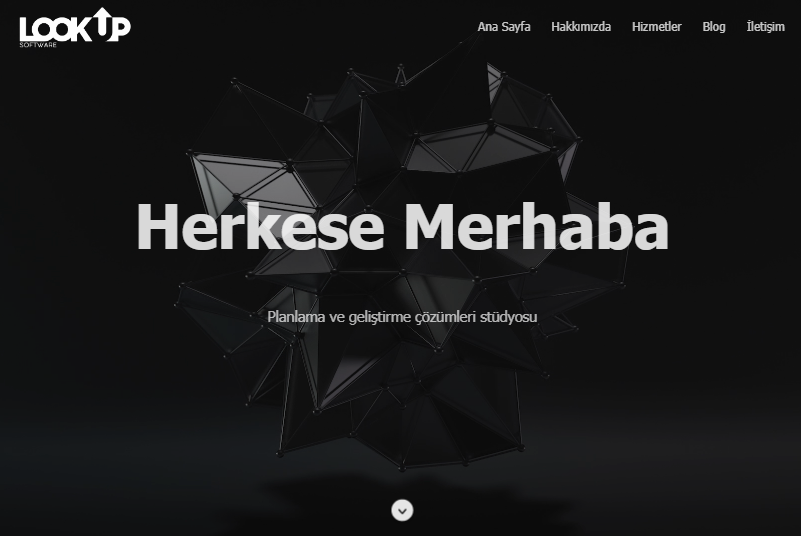 LOOKUP
SOFTWARE
Ana Sayfa Hakkımızda Hizmetler Blog İletişim
Herkese Merhaba
Planlama ve geliştirme çözümleri stüdyosu